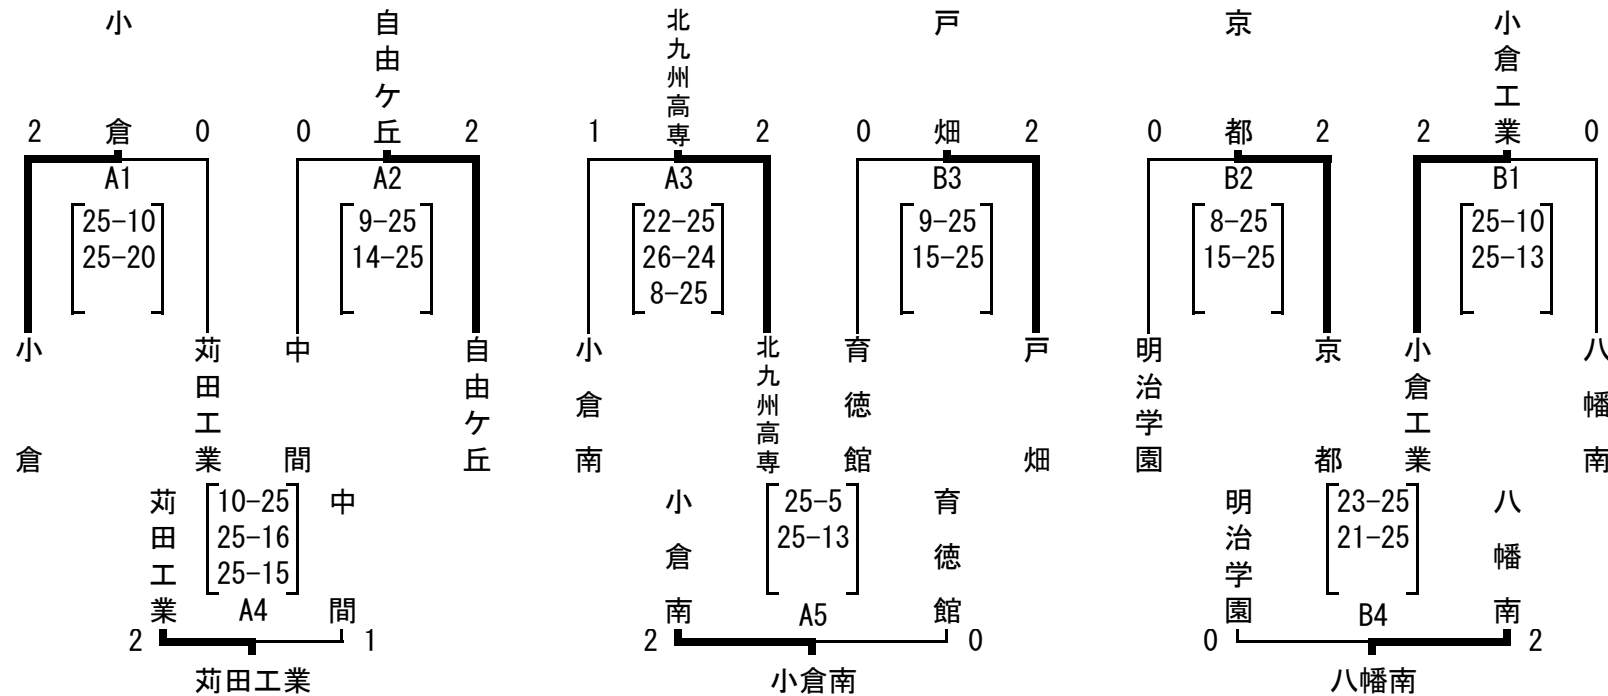 小倉
自由ケ丘
北九州高専
戸畑
京都
小倉工業
2 0
0 2
1 2
0 2
0 2
2 0
A1
A2
A3
B3
B2
B1
25-10
25-20
9-25
14-25
22-25
26-24
8-25
9-25
15-25
8-25
15-25
25-10
25-13
小倉
苅田工業
中間
自由ケ丘
小倉南
北九州高専
育徳館
戸畑
明治学園
京都
小倉工業
八幡南
苅田工業
10-25
25-16
25-15
中間
A4
2 1
苅田工業
小倉南
25-5
25-13
育徳館
A5
2 0
小倉南
明治学園
23-25
21-25
八幡南
B4
0 2
八幡南